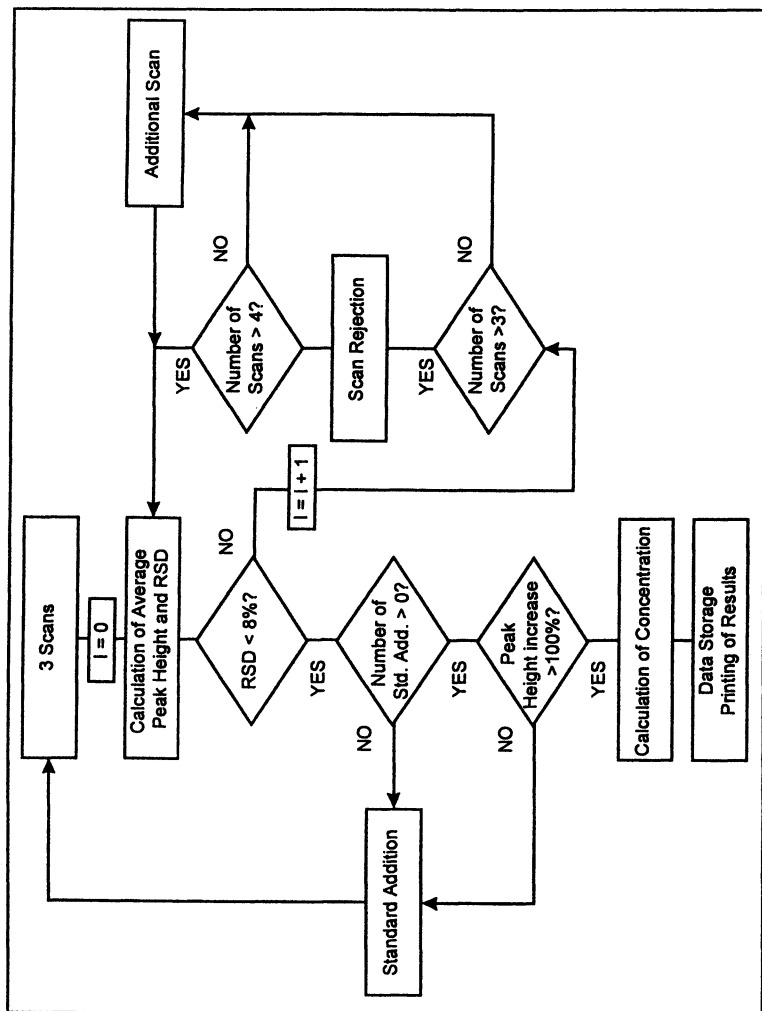 3 Scans
I = 0
Calculation of Average
Peak Height and RSD
RSD < 8%?
NO
YES
I = I + 1
Number of
Std. Add. > 0?
NO
YES
Peak
Height increase
>100%?
NO
YES
Calculation of Concentration
Data Storage
Printing of Results
Standard Addition
Additional Scan
Number of
Scans > 4?
YES
NO
Scan Rejection
Number of
Scans >3?
YES
NO